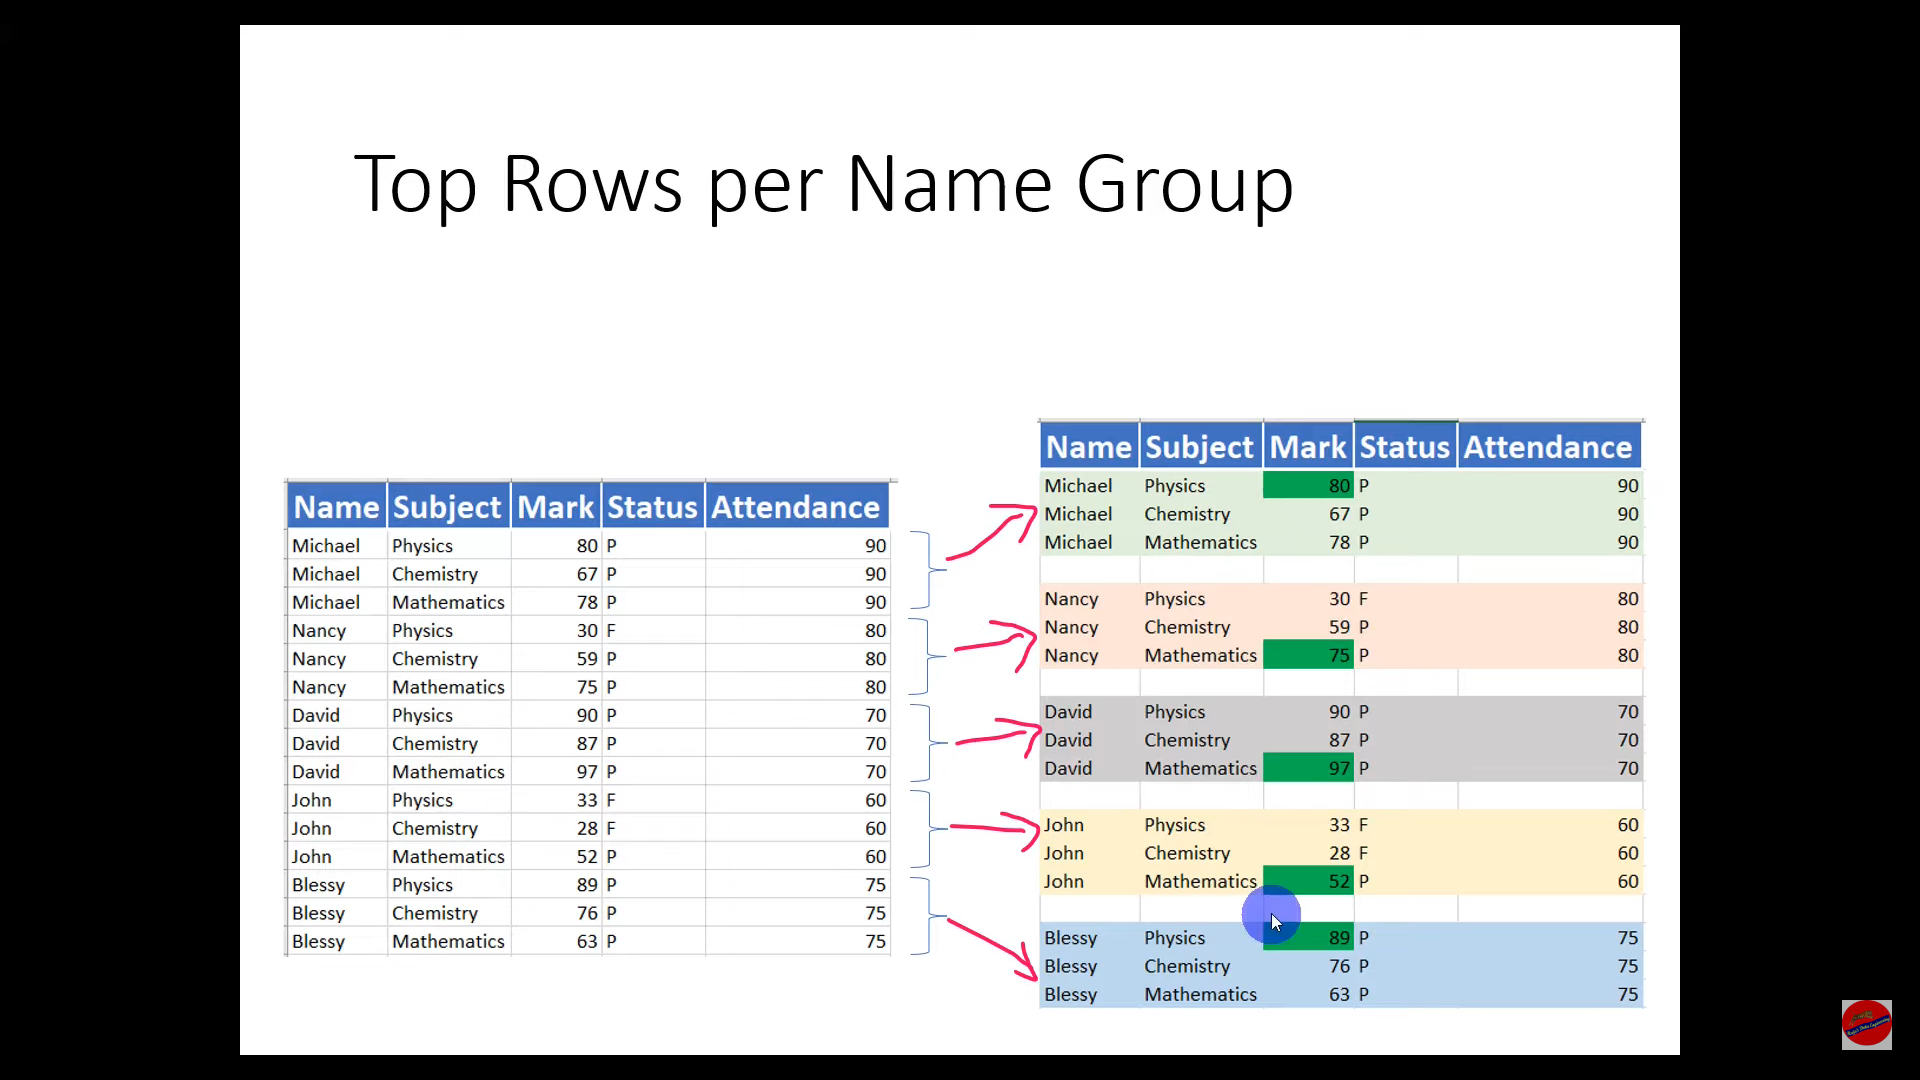 Top Rows per Name Group
Name Subject Mark Status Attendance
Michael Physics 80 P 90
Michael Chemistry 67 P 90
Michael Mathematics 78 P 90
Nancy Physics 30 F 80
Nancy Chemistry 59 P 80
Nancy Mathematics 75 P 80
David Physics 90 P 70
David Chemistry 87 P 70
David Mathematics 97 P 70
John Physics 33 F 60
John Chemistry 28 F 60
John Mathematics 52 P 60
Blessy Physics 89 P 75
Blessy Chemistry 76 P 75
Blessy Mathematics 63 P 75
Name Subject Mark Status Attendance
Michael Physics 80 P 90
Michael Chemistry 67 P 90
Michael Mathematics 78 P 90
Nancy Physics 30 F 80
Nancy Chemistry 59 P 80
Nancy Mathematics 75 P 80
David Physics 90 P 70
David Chemistry 87 P 70
David Mathematics 97 P 70
John Physics 33 F 60
John Chemistry 28 F 60
John Mathematics 52 P 60
Blessy Physics 89 P 75
Blessy Chemistry 76 P 75
Blessy Mathematics 63 P 75